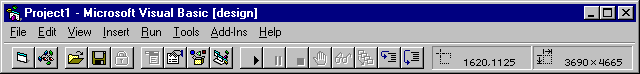 Project1 - Microsoft Visual Basic [design]
File Edit View Insert Run Tools Add-Ins Help
1620,1125 3690×4665